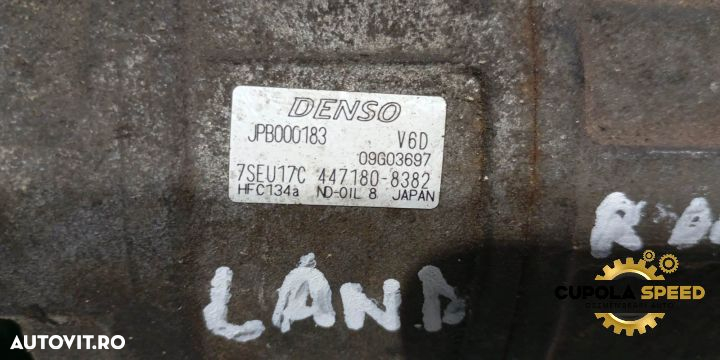 DENSO
JPB000183 V6D
09G03697
7SEU17C 447180-8382
HFC134a ND-OIL 8 JAPAN
LAND
CUPOLA SPEED
AUTOVIT.RO